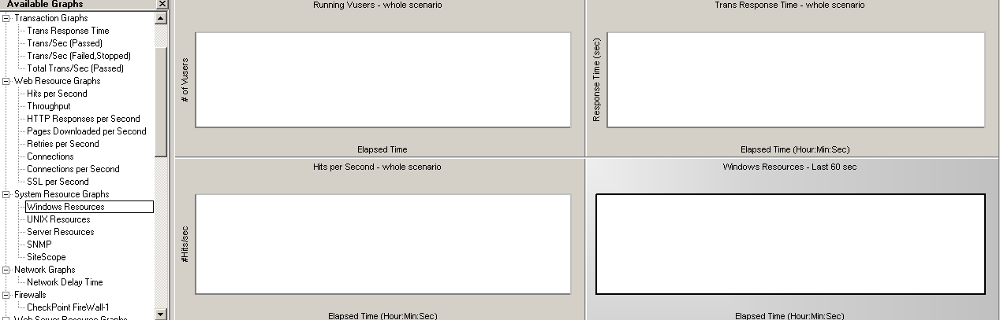 Available Graphs
Transaction Graphs
Trans Response Time
Trans/Sec (Passed)
Trans/Sec (Failed,Stopped)
Total Trans/Sec (Passed)
Web Resource Graphs
Hits per Second
Throughput
HTTP Responses per Second
Pages Downloaded per Second
Retries per Second
Connections
Connections per Second
SSL per Second
System Resource Graphs
Windows Resources
UNIX Resources
Server Resources
SNMP
SiteScope
Network Graphs
Network Delay Time
Firewalls
CheckPoint FireWall-1
Web Server Resource Graphs
Running Vusers - whole scenario
# of Vusers
Elapsed Time
Trans Response Time - whole scenario
Response Time (sec)
Elapsed Time (Hour:Min:Sec)
Hits per Second - whole scenario
#Hits/sec
Elapsed Time (Hour:Min:Sec)
Windows Resources - Last 60 sec
Elapsed Time (Hour:Min:Sec)